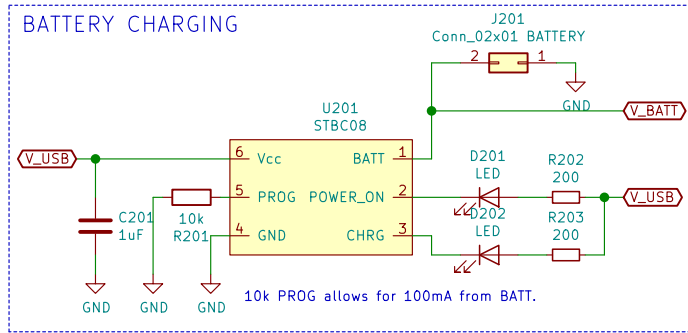 BATTERY CHARGING
J201
Conn_02x01 BATTERY
2
1
GND
V_BATT
U201
STBC08
V_USB
6
Vcc
BATT
1
D201
LED
R202
200
5
PROG
POWER_ON
2
V_USB
10k
R201
C201
1uF
D202
LED
R203
200
4
GND
CHRG
3
GND
GND
GND
10k PROG allows for 100mA from BATT.